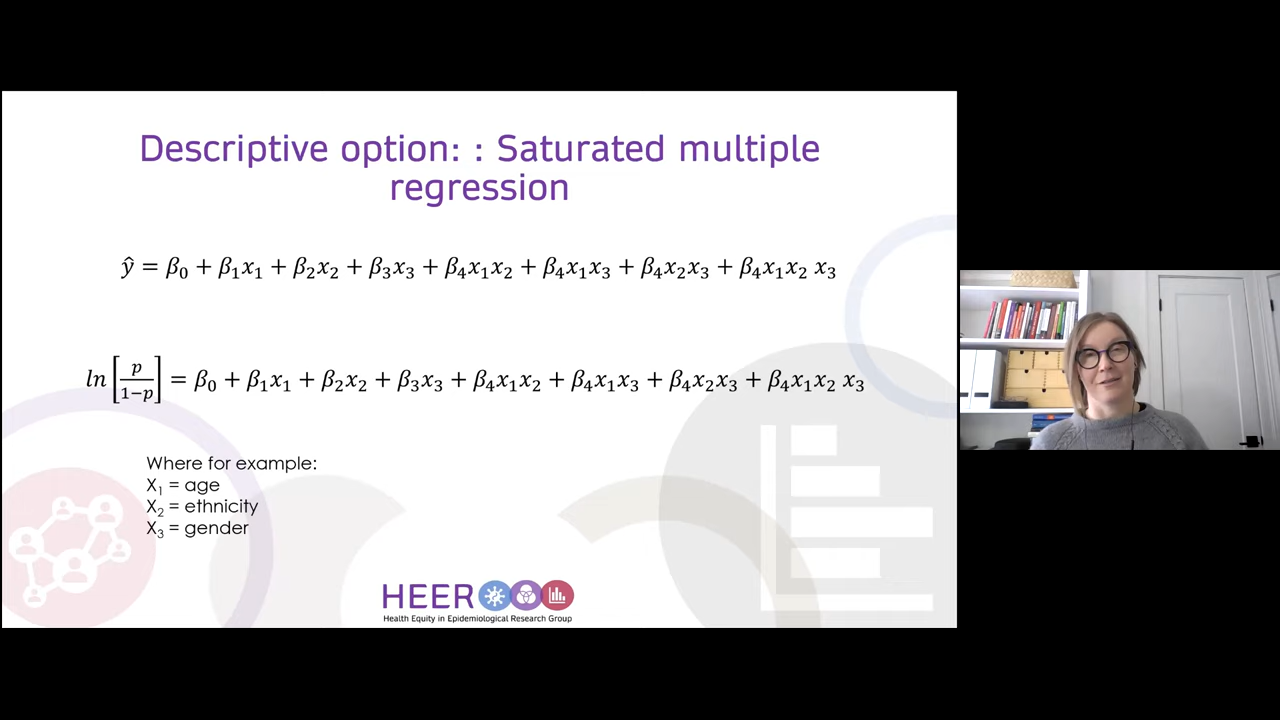 Descriptive option: : Saturated multiple
regression
ŷ = β₀ + β₁x₁ + β₂x₂ + β₃x₃ + β₄x₁x₂ + β₄x₁x₃ + β₄x₂x₃ + β₄x₁x₂ x₃
ln[p/1−p] = β₀ + β₁x₁ + β₂x₂ + β₃x₃ + β₄x₁x₂ + β₄x₁x₃ + β₄x₂x₃ + β₄x₁x₂ x₃
Where for example:
X₁ = age
X₂ = ethnicity
X₃ = gender
HEER
Health Equity in Epidemiological Research Group